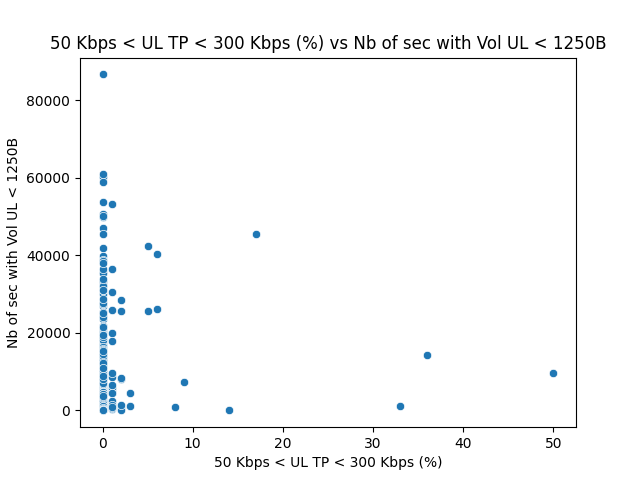 50 Kbps < UL TP < 300 Kbps (%) vs Nb of sec with Vol UL < 1250B
Nb of sec with Vol UL < 1250B
80000
60000
40000
20000
0
0 10 20 30 40 50
50 Kbps < UL TP < 300 Kbps (%)